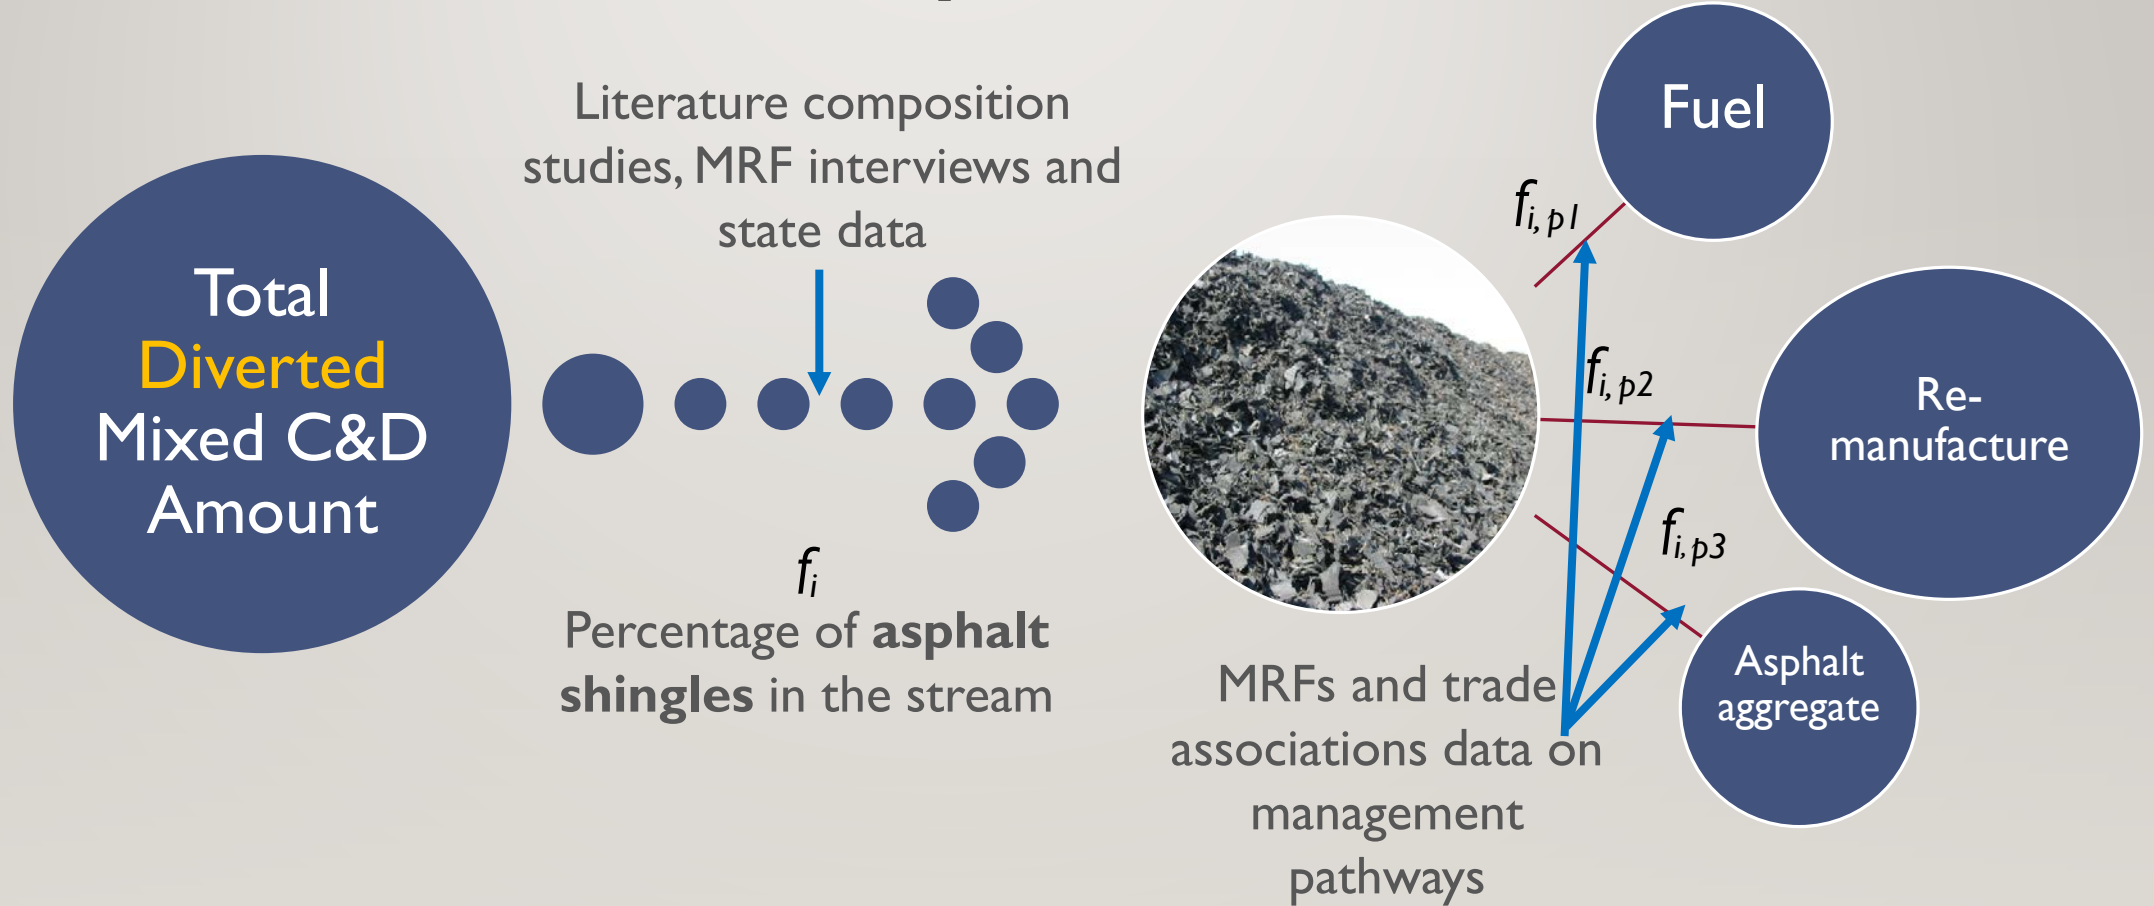 Total
Diverted
Mixed C&D
Amount
Literature composition
studies, MRF interviews and
state data
fi
Percentage of asphalt
shingles in the stream
MRFs and trade
associations data on
management
pathways
fi, p1
fi, p2
fi, p3
Fuel
Re-
manufacture
Asphalt
aggregate